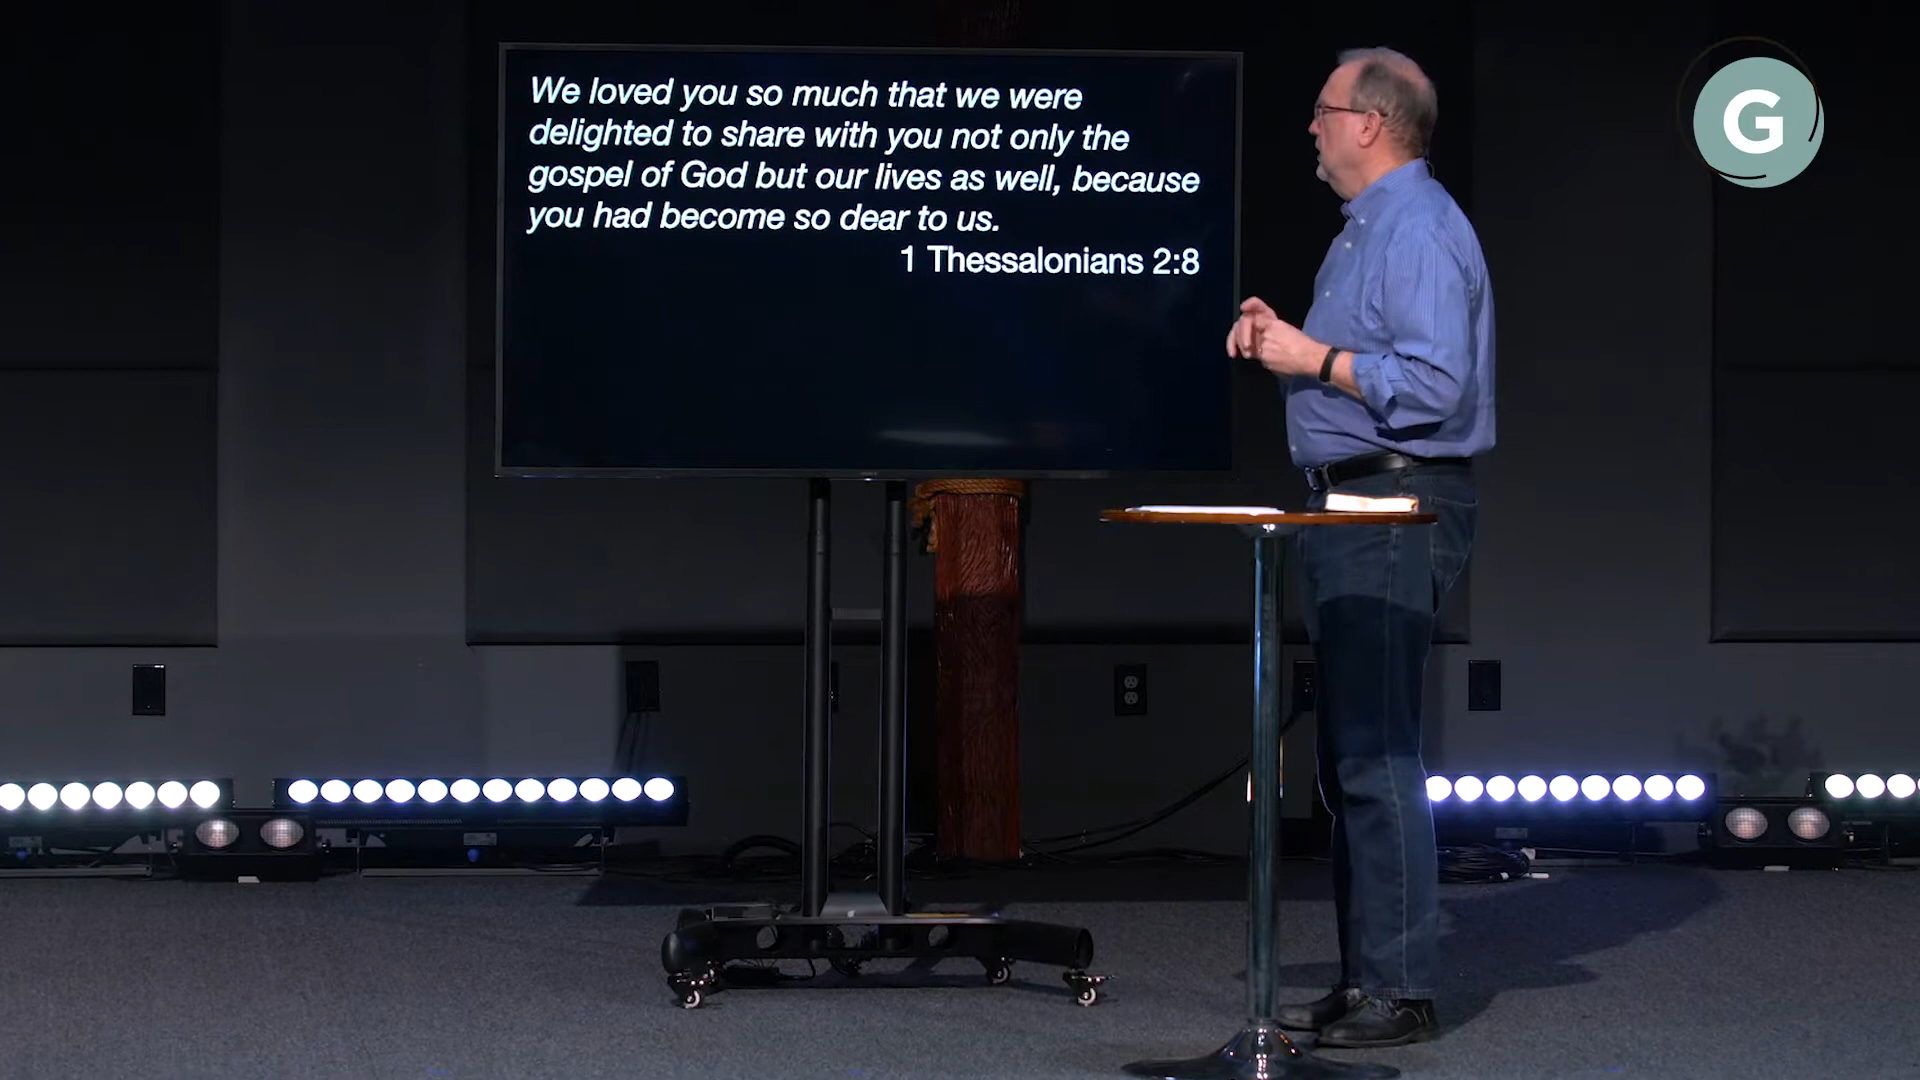 We loved you so much that we were
delighted to share with you not only the
gospel of God but our lives as well, because
you had become so dear to us.
1 Thessalonians 2:8
G